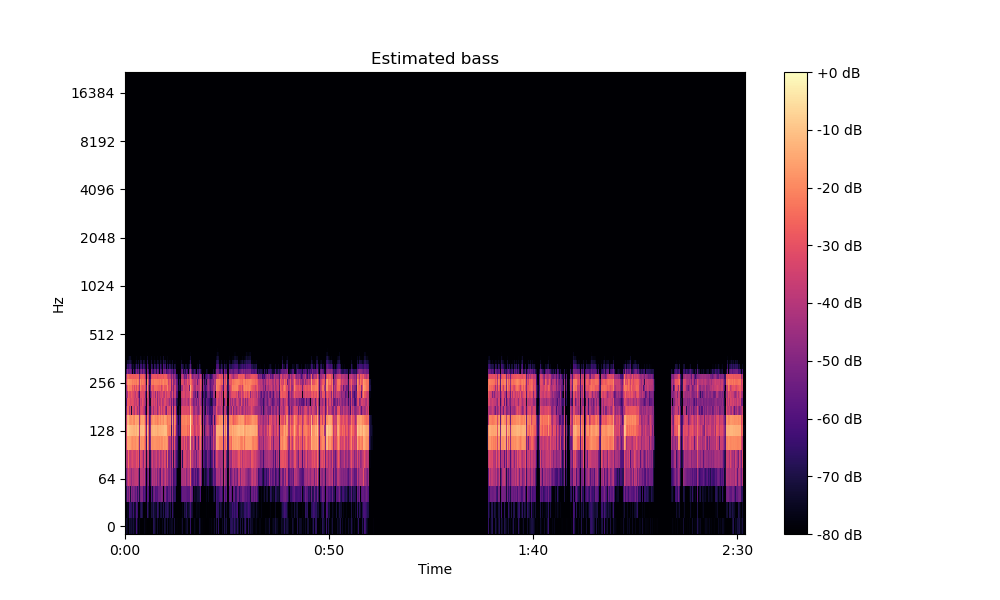 Estimated bass
Hz
16384
8192
4096
2048
1024
512
256
128
64
0
0:00
0:50
1:40
2:30
Time
+0 dB
-10 dB
-20 dB
-30 dB
-40 dB
-50 dB
-60 dB
-70 dB
-80 dB